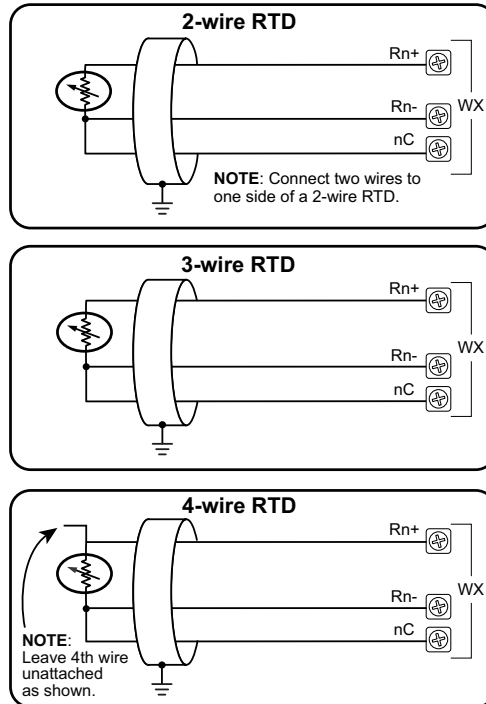 2-wire RTD
Rn+
Rn-
WX
nC
NOTE: Connect two wires to
one side of a 2-wire RTD.
3-wire RTD
Rn+
Rn-
WX
nC
4-wire RTD
Rn+
Rn-
WX
nC
NOTE:
Leave 4th wire
unattached
as shown.